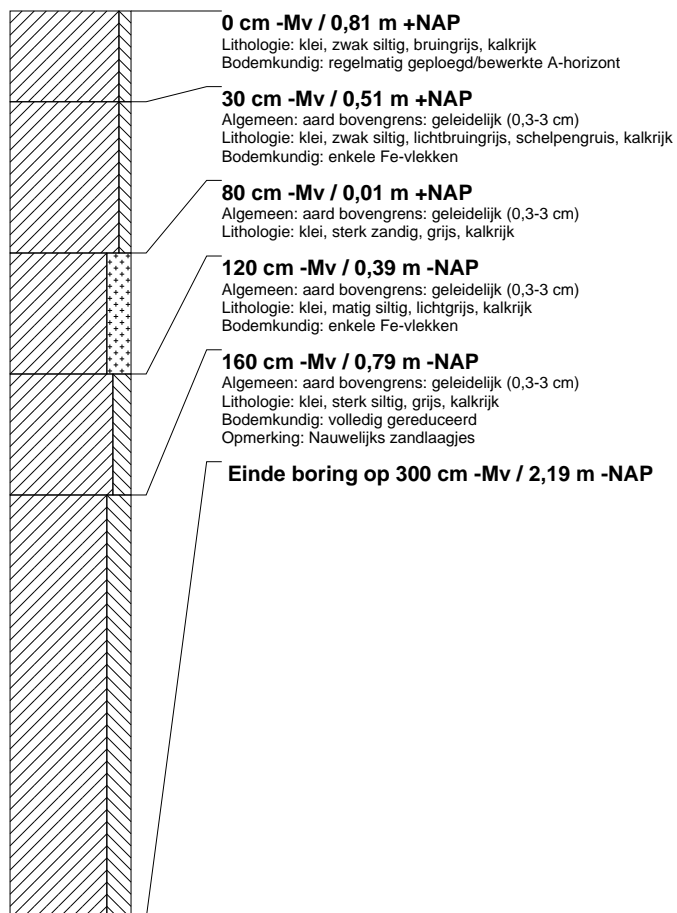 0 cm -Mv / 0,81 m +NAP
Lithologie: klei, zwak siltig, bruingrijs, kalkrijk
Bodemkundig: regelmatig geploegd/bewerkte A-horizont
30 cm -Mv / 0,51 m +NAP
Algemeen: aard bovengrens: geleidelijk (0,3-3 cm)
Lithologie: klei, zwak siltig, lichtbruingrijs, schelpengruis, kalkrijk
Bodemkundig: enkele Fe-vlekken
80 cm -Mv / 0,01 m +NAP
Algemeen: aard bovengrens: geleidelijk (0,3-3 cm)
Lithologie: klei, sterk zandig, grijs, kalkrijk
120 cm -Mv / 0,39 m -NAP
Algemeen: aard bovengrens: geleidelijk (0,3-3 cm)
Lithologie: klei, matig siltig, lichtgrijs, kalkrijk
Bodemkundig: enkele Fe-vlekken
160 cm -Mv / 0,79 m -NAP
Algemeen: aard bovengrens: geleidelijk (0,3-3 cm)
Lithologie: klei, sterk siltig, grijs, kalkrijk
Bodemkundig: volledig gereduceerd
Opmerking: Nauwelijks zandlaagjes
Einde boring op 300 cm -Mv / 2,19 m -NAP